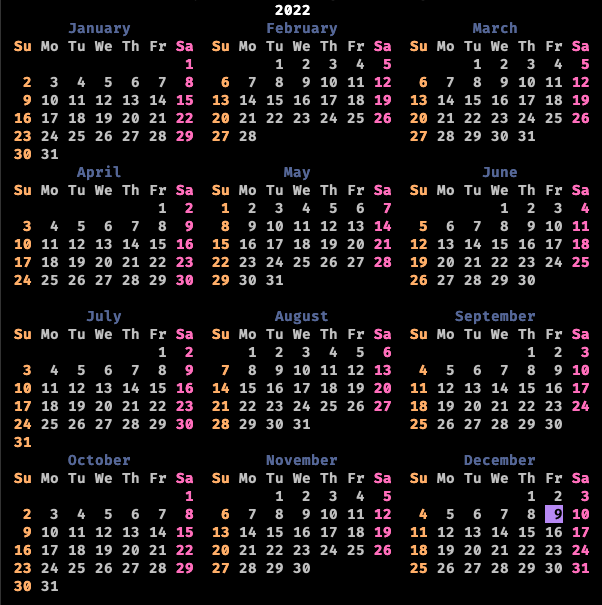 2022
January February March
Su Mo Tu We Th Fr Sa Su Mo Tu We Th Fr Sa Su Mo Tu We Th Fr Sa
1 1 2 3 4 5 1 2 3 4 5
2 3 4 5 6 7 8 6 7 8 9 10 11 12 6 7 8 9 10 11 12
9 10 11 12 13 14 15 13 14 15 16 17 18 19 13 14 15 16 17 18 19
16 17 18 19 20 21 22 20 21 22 23 24 25 26 20 21 22 23 24 25 26
23 24 25 26 27 28 29 27 28 27 28 29 30 31
30 31
April May June
Su Mo Tu We Th Fr Sa Su Mo Tu We Th Fr Sa Su Mo Tu We Th Fr Sa
1 2 1 2 3 4 5 6 7 1 2 3 4
3 4 5 6 7 8 9 8 9 10 11 12 13 14 5 6 7 8 9 10 11
10 11 12 13 14 15 16 15 16 17 18 19 20 21 12 13 14 15 16 17 18
17 18 19 20 21 22 23 22 23 24 25 26 27 28 19 20 21 22 23 24 25
24 25 26 27 28 29 30 29 30 31 26 27 28 29 30
July August September
Su Mo Tu We Th Fr Sa Su Mo Tu We Th Fr Sa Su Mo Tu We Th Fr Sa
1 2 1 2 3 4 5 6 1 2 3
3 4 5 6 7 8 9 7 8 9 10 11 12 13 4 5 6 7 8 9 10
10 11 12 13 14 15 16 14 15 16 17 18 19 20 11 12 13 14 15 16 17
17 18 19 20 21 22 23 21 22 23 24 25 26 27 18 19 20 21 22 23 24
24 25 26 27 28 29 30 28 29 30 31 25 26 27 28 29 30
31
October November December
Su Mo Tu We Th Fr Sa Su Mo Tu We Th Fr Sa Su Mo Tu We Th Fr Sa
1 1 2 3 4 5 1 2 3
2 3 4 5 6 7 8 6 7 8 9 10 11 12 4 5 6 7 8 9 10
9 10 11 12 13 14 15 13 14 15 16 17 18 19 11 12 13 14 15 16 17
16 17 18 19 20 21 22 20 21 22 23 24 25 26 18 19 20 21 22 23 24
23 24 25 26 27 28 29 27 28 29 30 25 26 27 28 29 30 31
30 31